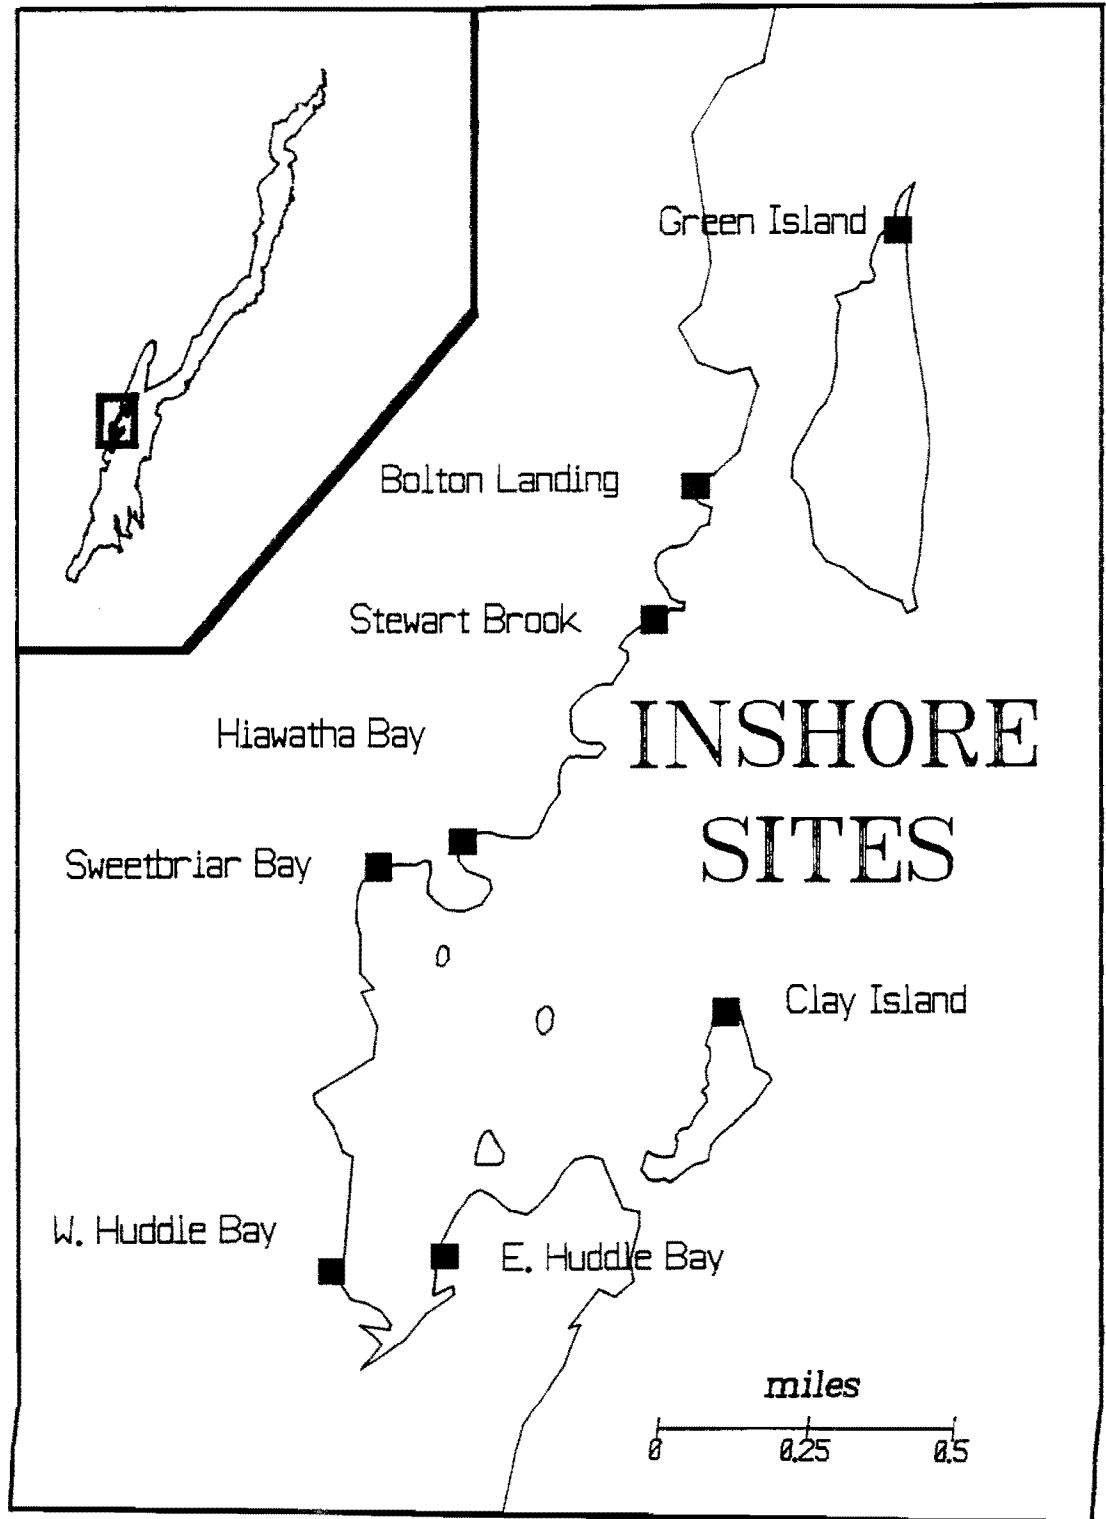 Green Island
Bolton Landing
Stewart Brook
Hiawatha Bay
INSHORE
SITES
Sweetbriar Bay
Clay Island
W. Huddle Bay
E. Huddle Bay
miles
0 0.25 0.5